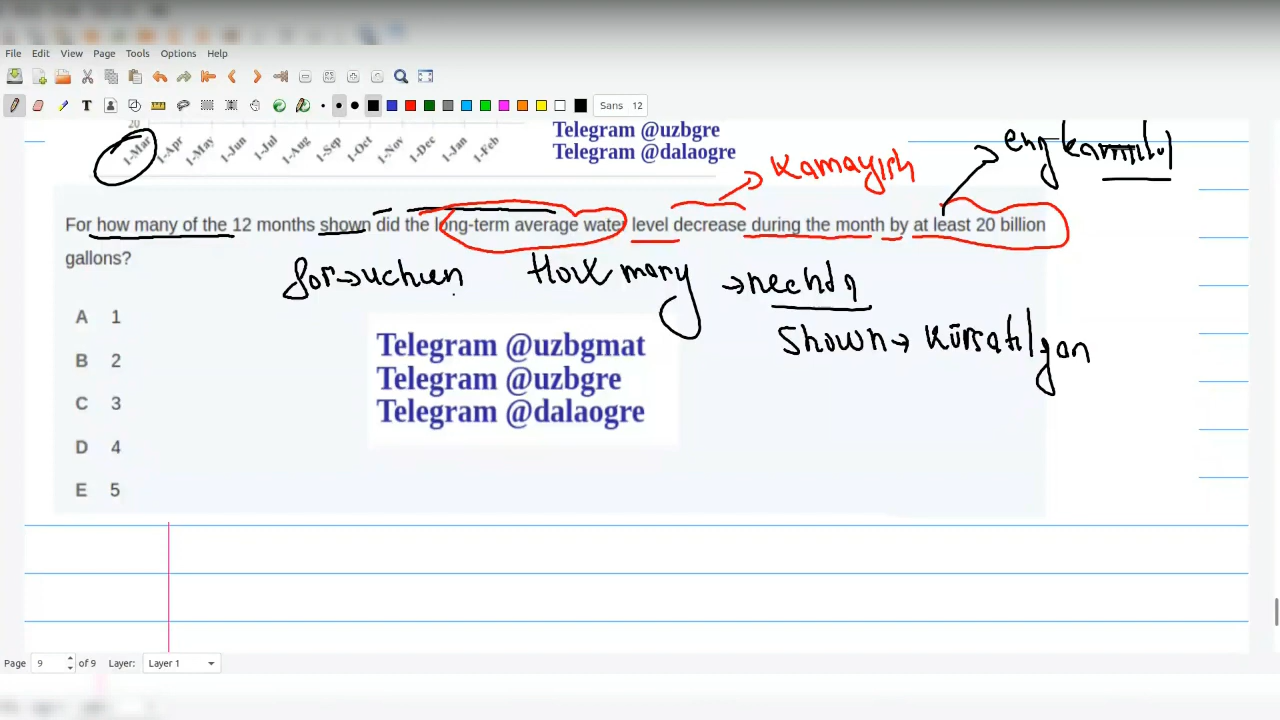 File Edit View Page Tools Options Help
Sans 12
20
1-Mar 1-Apr 1-May 1-Jun 1-Jul 1-Aug 1-Sep 1-Oct 1-Nov 1-Dec 1-Jan 1-Feb
Telegram @uzbgre
Telegram @dalaogre
Kamayish
eng kamida
For how many of the 12 months shown did the long-term average water level decrease during the month by at least 20 billion
gallons?
for→uchun
How many →nechta
Shown→ Kürsatilgan
A 1
B 2
C 3
D 4
E 5
Telegram @uzbgmat
Telegram @uzbgre
Telegram @dalaogre
Page 9 of 9 Layer: Layer 1